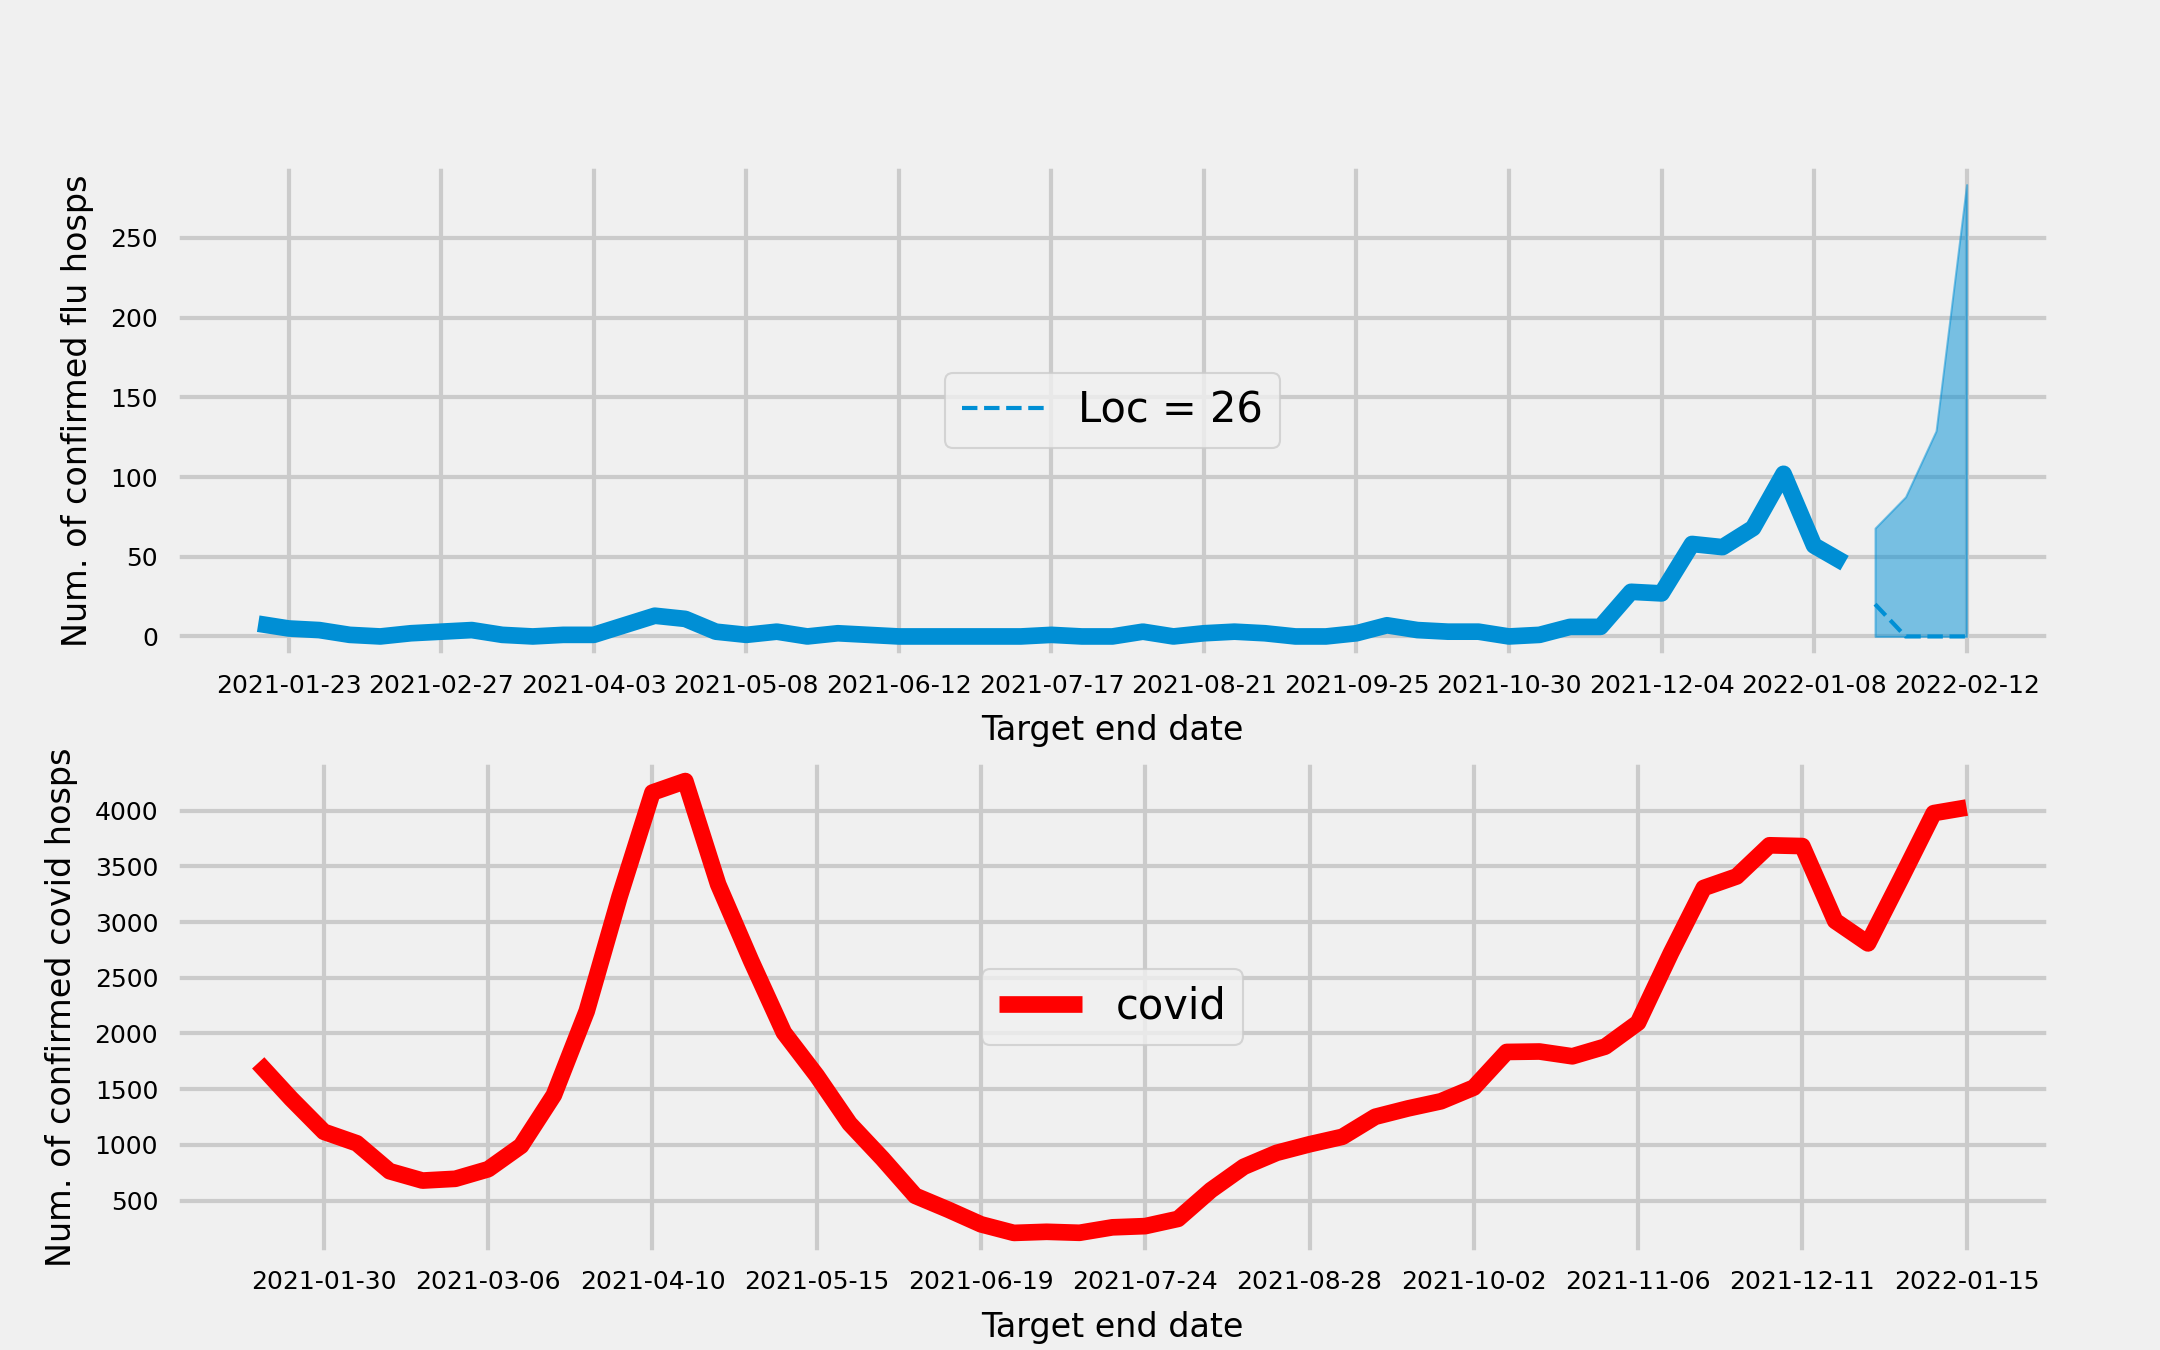 Num. of confirmed flu hosps
250
200
150
100
50
0
Loc = 26
2021-01-23 2021-02-27 2021-04-03 2021-05-08 2021-06-12 2021-07-17 2021-08-21 2021-09-25 2021-10-30 2021-12-04 2022-01-08 2022-02-12
Target end date
Num. of confirmed covid hosps
4000
3500
3000
2500
2000
1500
1000
500
covid
2021-01-30 2021-03-06 2021-04-10 2021-05-15 2021-06-19 2021-07-24 2021-08-28 2021-10-02 2021-11-06 2021-12-11 2022-01-15
Target end date